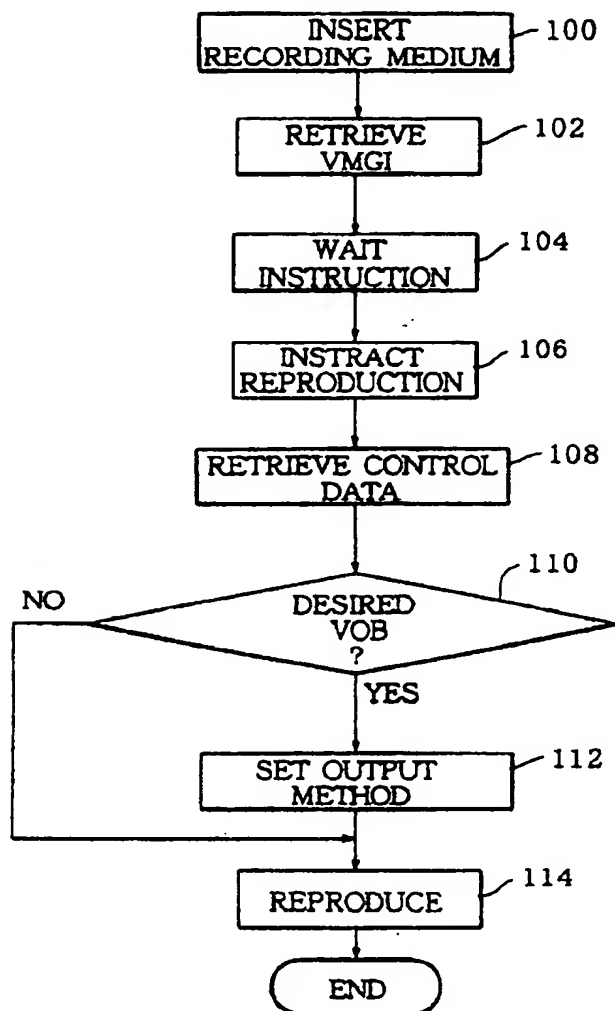 INSERT
RECORDING MEDIUM
100
RETRIEVE
VMGI
102
WAIT
INSTRUCTION
104
INSTRACT
REPRODUCTION
106
RETRIEVE CONTROL
DATA
108
110
NO
DESIRED
VOB
?
YES
SET OUTPUT
METHOD
112
REPRODUCE
114
END